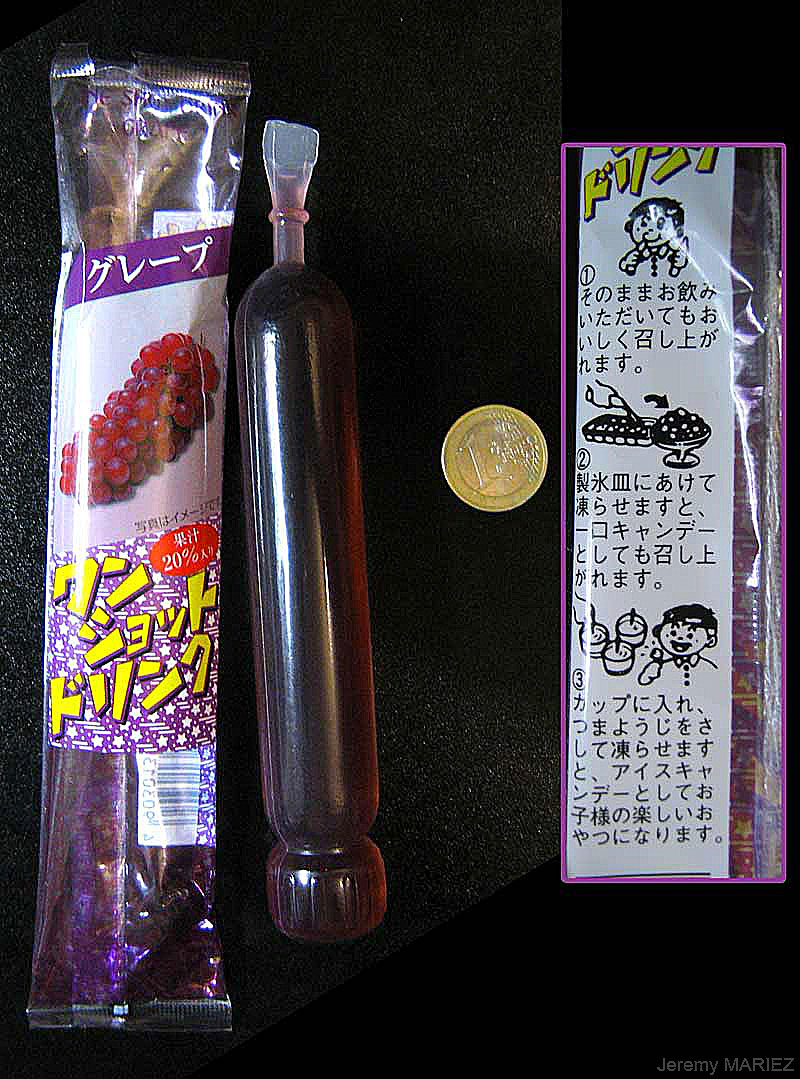 グレープ
写真はイメージです
果汁
20%入り
ワン
ショット
ドリンク
ドリンク
①
そのままお飲み
いただいてもお
いしく召し上が
れます。
②
製氷皿にあけて
凍らせますと、
一口キャンデー
としても召し上
がれます。
③
カップに入れ、
つまようじをさ
して凍らせます
と、アイスキャ
ンデーとしてお
子様の楽しいお
やつになります。
Jeremy MARIEZ